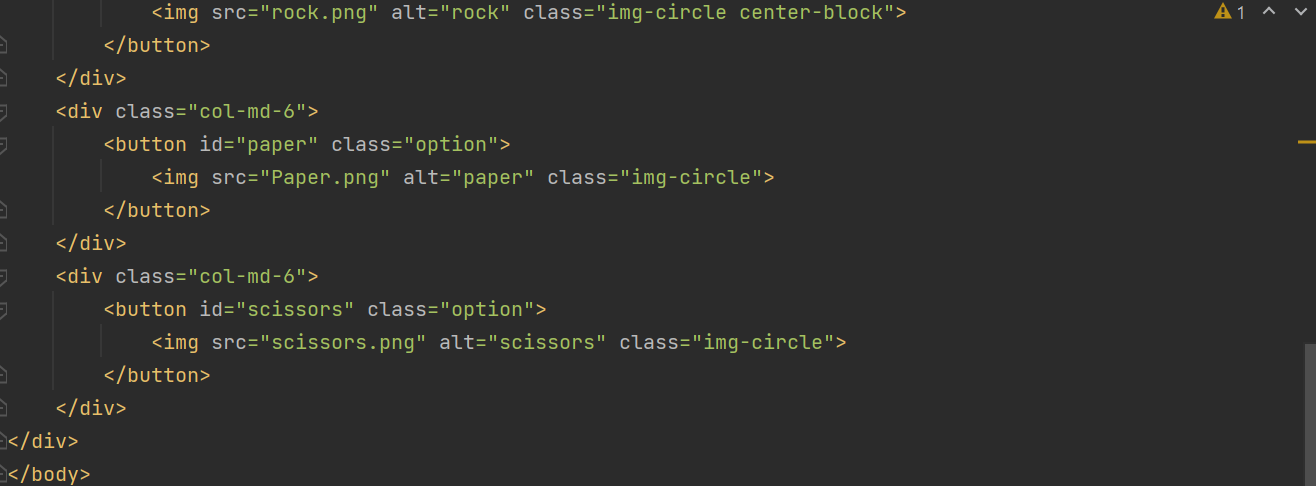 <img src="rock.png" alt="rock" class="img-circle center-block">
1
</button>
</div>
<div class="col-md-6">
<button id="paper" class="option">
<img src="Paper.png" alt="paper" class="img-circle">
</button>
</div>
<div class="col-md-6">
<button id="scissors" class="option">
<img src="scissors.png" alt="scissors" class="img-circle">
</button>
</div>
</div>
</body>